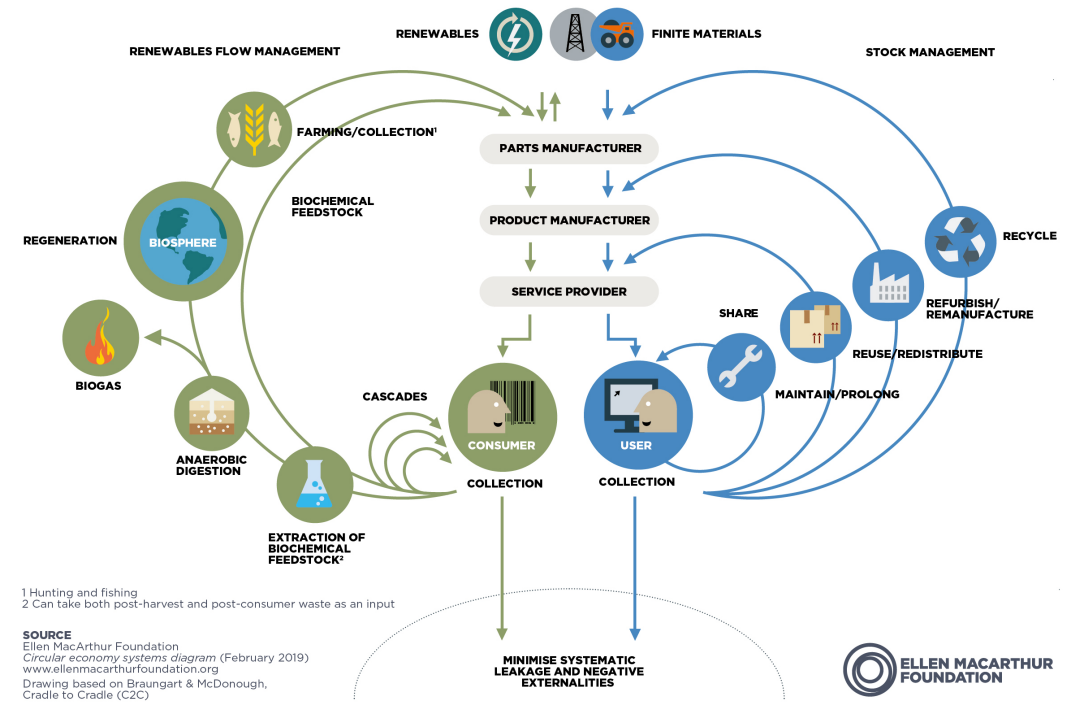 RENEWABLES
FINITE MATERIALS
RENEWABLES FLOW MANAGEMENT
STOCK MANAGEMENT
FARMING/COLLECTION¹
PARTS MANUFACTURER
BIOCHEMICAL
FEEDSTOCK
PRODUCT MANUFACTURER
REGENERATION
BIOSPHERE
RECYCLE
SERVICE PROVIDER
SHARE
REFURBISH/
REMANUFACTURE
REUSE/REDISTRIBUTE
BIOGAS
CASCADES
MAINTAIN/PROLONG
CONSUMER
USER
ANAEROBIC
DIGESTION
COLLECTION
COLLECTION
EXTRACTION OF
BIOCHEMICAL
FEEDSTOCK²
1 Hunting and fishing
2 Can take both post-harvest and post-consumer waste as an input
SOURCE
Ellen MacArthur Foundation
Circular economy systems diagram (February 2019)
www.ellenmacarthurfoundation.org
Drawing based on Braungart & McDonough,
Cradle to Cradle (C2C)
MINIMISE SYSTEMATIC
LEAKAGE AND NEGATIVE
EXTERNALITIES
ELLEN MACARTHUR
FOUNDATION